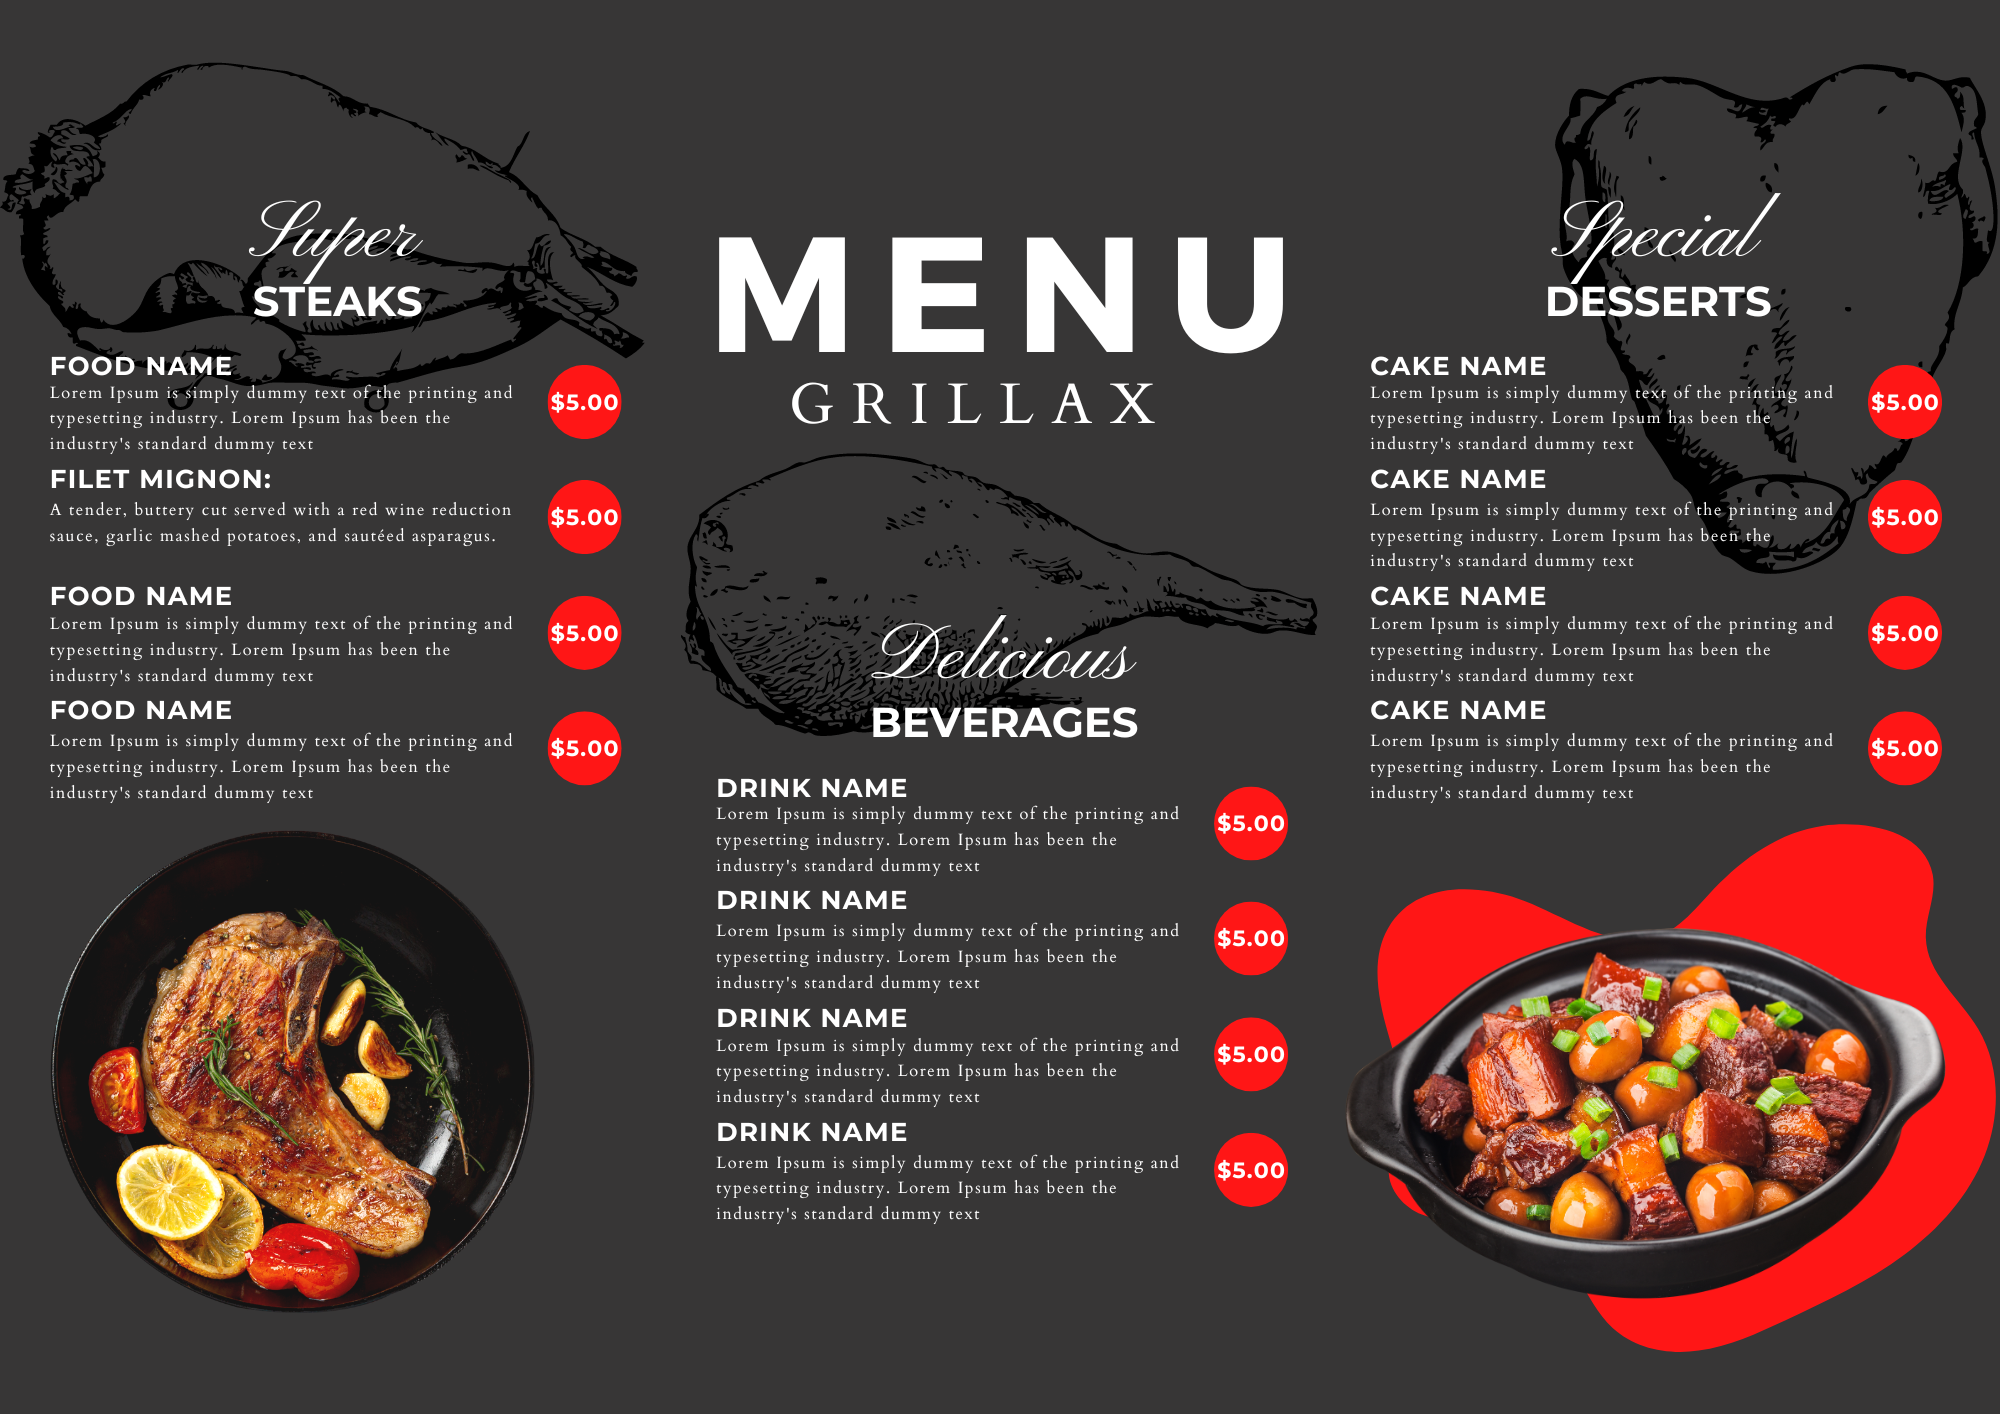 Super
STEAKS
FOOD NAME
Lorem Ipsum is simply dummy text of the printing and
typesetting industry. Lorem Ipsum has been the
industry's standard dummy text
$5.00
FILET MIGNON:
A tender, buttery cut served with a red wine reduction
sauce, garlic mashed potatoes, and sautéed asparagus.
$5.00
FOOD NAME
Lorem Ipsum is simply dummy text of the printing and
typesetting industry. Lorem Ipsum has been the
industry's standard dummy text
$5.00
FOOD NAME
Lorem Ipsum is simply dummy text of the printing and
typesetting industry. Lorem Ipsum has been the
industry's standard dummy text
$5.00
MENU
GRILLAX
Delicious
BEVERAGES
DRINK NAME
Lorem Ipsum is simply dummy text of the printing and
typesetting industry. Lorem Ipsum has been the
industry's standard dummy text
$5.00
DRINK NAME
Lorem Ipsum is simply dummy text of the printing and
typesetting industry. Lorem Ipsum has been the
industry's standard dummy text
$5.00
DRINK NAME
Lorem Ipsum is simply dummy text of the printing and
typesetting industry. Lorem Ipsum has been the
industry's standard dummy text
$5.00
DRINK NAME
Lorem Ipsum is simply dummy text of the printing and
typesetting industry. Lorem Ipsum has been the
industry's standard dummy text
$5.00
Special
DESSERTS
CAKE NAME
Lorem Ipsum is simply dummy text of the printing and
typesetting industry. Lorem Ipsum has been the
industry's standard dummy text
$5.00
CAKE NAME
Lorem Ipsum is simply dummy text of the printing and
typesetting industry. Lorem Ipsum has been the
industry's standard dummy text
$5.00
CAKE NAME
Lorem Ipsum is simply dummy text of the printing and
typesetting industry. Lorem Ipsum has been the
industry's standard dummy text
$5.00
CAKE NAME
Lorem Ipsum is simply dummy text of the printing and
typesetting industry. Lorem Ipsum has been the
industry's standard dummy text
$5.00